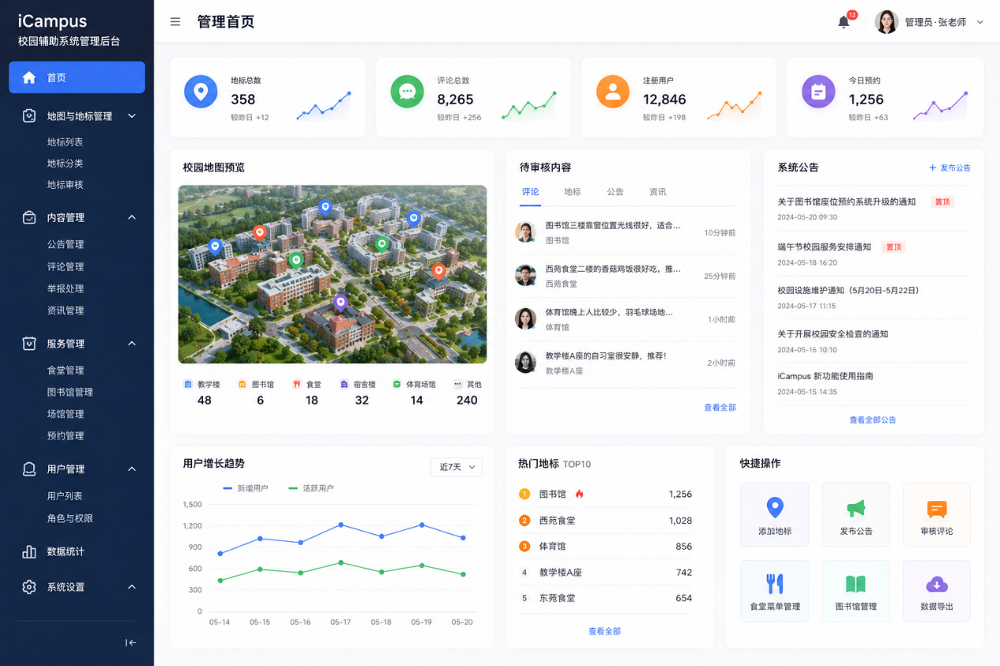 iCampus
校园辅助系统管理后台
首页
地图与地标管理
地标列表
地标分类
地标审核
内容管理
公告管理
评论管理
举报处理
资讯管理
服务管理
食堂管理
图书馆管理
场馆管理
预约管理
用户管理
用户列表
角色与权限
数据统计
系统设置
管理首页
12
管理员·张老师
地标总数
358
较昨日 +12
评论总数
8,265
较昨日 +256
注册用户
12,846
较昨日 +198
今日预约
1,256
较昨日 +63
校园地图预览
教学楼 图书馆 食堂 宿舍楼 体育场馆 其他
48 6 18 32 14 240
待审核内容
评论 地标 公告 资讯
图书馆三楼靠窗位置光线很好，适合...
图书馆
10分钟前
西苑食堂二楼的香菇鸡饭很好吃，推...
西苑食堂
25分钟前
体育馆晚上人比较少，羽毛球场地...
体育馆
1小时前
教学楼A座的自习室很安静，推荐！
教学楼A座
2小时前
查看全部
系统公告
+ 发布公告
关于图书馆座位预约系统升级的通知 置顶
2024-05-20 09:30
端午节校园服务安排通知 置顶
2024-05-18 16:20
校园设施维护通知（5月20日-5月22日）
2024-05-17 11:15
关于开展校园安全检查的通知
2024-05-16 10:10
iCampus 新功能使用指南
2024-05-15 14:35
查看全部公告
用户增长趋势
近7天
新增用户 活跃用户
1,500
1,200
900
600
300
0
05-14 05-15 05-16 05-17 05-18 05-19 05-20
热门地标 TOP10
1 图书馆 1,256
2 西苑食堂 1,028
3 体育馆 856
4 教学楼A座 742
5 东苑食堂 654
查看全部
快捷操作
添加地标 发布公告 审核评论
食堂菜单管理 图书馆管理 数据导出